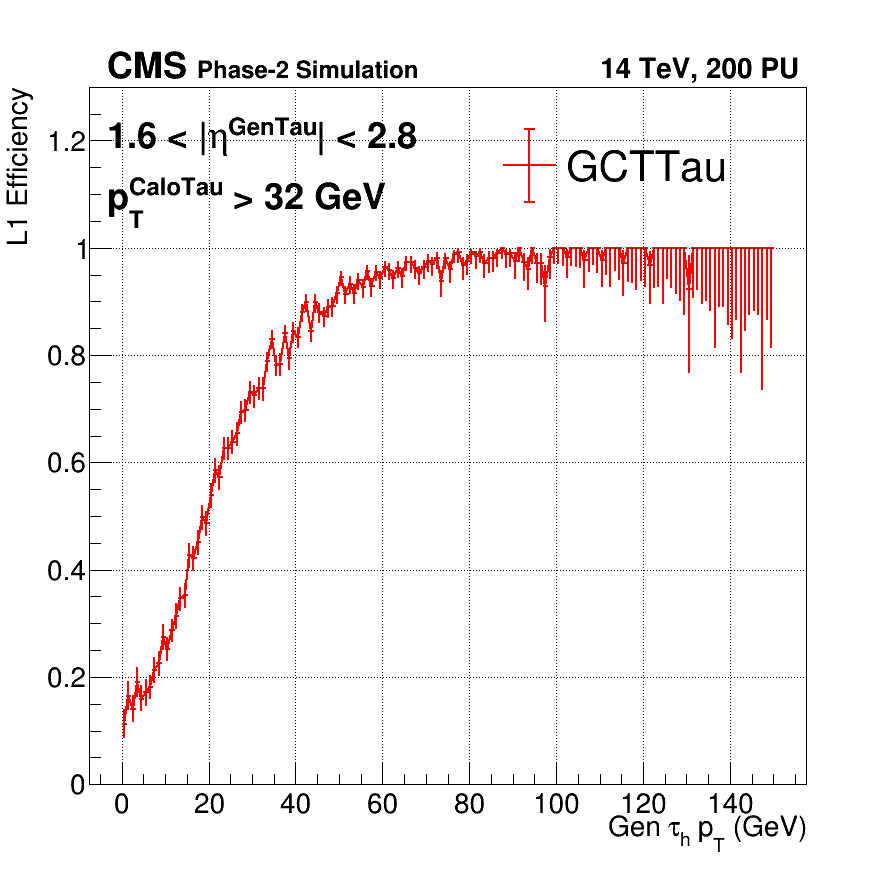 CMS Phase-2 Simulation 14 TeV, 200 PU
1.6 < |η^GenTau| < 2.8
p_T^CaloTau > 32 GeV
GCTTau
L1 Efficiency
1.2
1
0.8
0.6
0.4
0.2
0
0 20 40 60 80 100 120 140
Gen τ_h p_T (GeV)